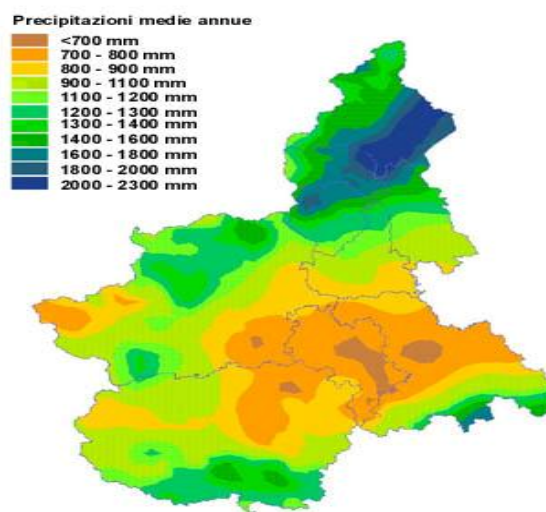 Precipitazioni medie annue
<700 mm
700 - 800 mm
800 - 900 mm
900 - 1100 mm
1100 - 1200 mm
1200 - 1300 mm
1300 - 1400 mm
1400 - 1600 mm
1600 - 1800 mm
1800 - 2000 mm
2000 - 2300 mm